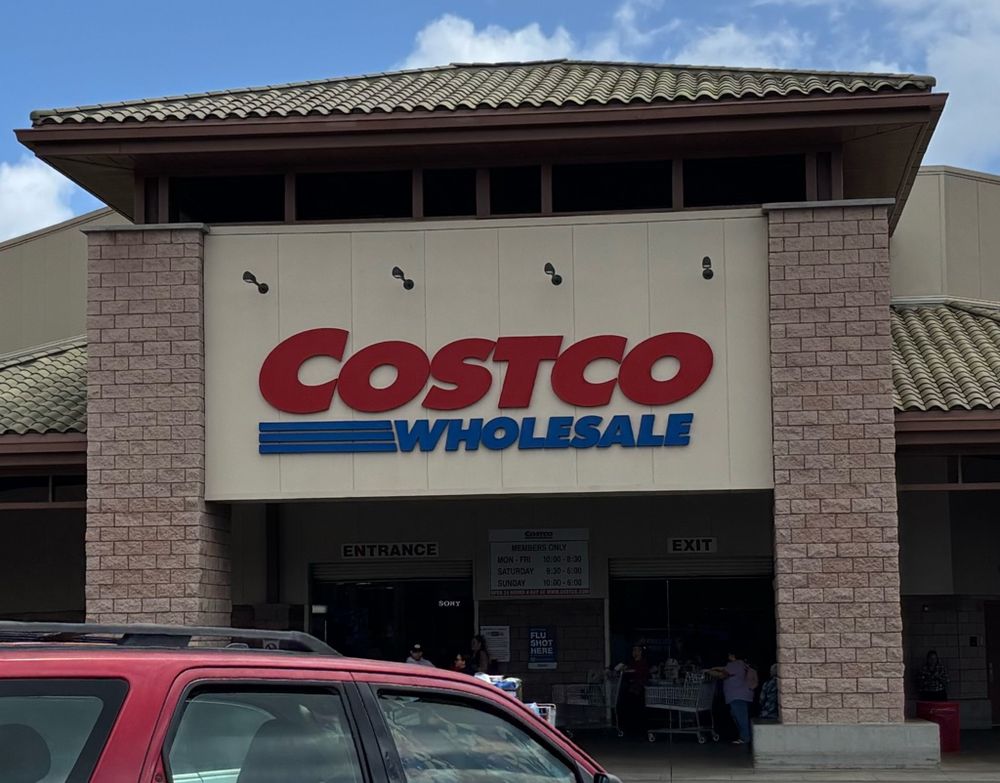 COSTCO
WHOLESALE
ENTRANCE
EXIT
COSTCO
MEMBERS ONLY
MON - FRI 10:00 - 8:30
SATURDAY 9:30 - 6:00
SUNDAY 10:00 - 6:00
SONY
FLU
SHOT
HERE